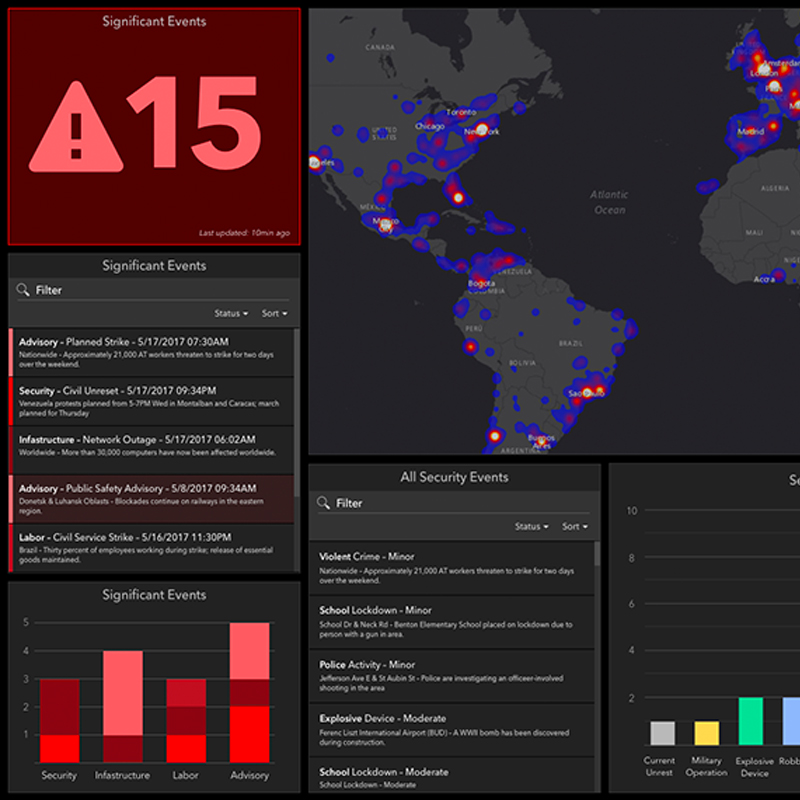 Significant Events
15
Last updated: 10min ago
Significant Events
Filter
Status
Sort
Advisory - Planned Strike - 5/17/2017 07:30AM
Nationwide - Approximately 21,000 AT workers threaten to strike for two days
over the weekend.
Security - Civil Unreset - 5/17/2017 09:34PM
Venezuela protests planned from 5-7PM Wed in Montalban and Caracas; march
planned for Thursday
Infastructure - Network Outage - 5/17/2017 06:02AM
Worldwide - More than 30,000 computers have now been affected worldwide.
Advisory - Public Safety Advisory - 5/8/2017 09:34AM
Donetsk & Luhansk Oblasts - Blockades continue on railways in the eastern
region.
Labor - Civil Service Strike - 5/16/2017 11:30PM
Brazil - Thirty percent of employees working during strike; release of essential
goods maintained.
Significant Events
5
4
3
2
1
Security
Infastructure
Labor
Advisory
CANADA
Toronto
Chicago
New York
UNITED
STATES
MÉXICO
Mexico
City
Atlantic
Ocean
VENEZUELA
Bogota
COLOMBIA
PERÚ
BRAZIL
BOLIVIA
Sao Paulo
Buenos
Aires
ARGENTINA
London
Amsterdam
Paris
Madrid
ALGERIA
MALI
Accra
All Security Events
Filter
Status
Sort
Violent Crime - Minor
Nationwide - Approximately 21,000 AT workers threaten to strike for two days
over the weekend.
School Lockdown - Minor
School Dr & Neck Rd - Benton Elementary School placed on lockdown due to
person with a gun in area.
Police Activity - Minor
Jefferson Ave E & St Aubin St - Police are investigating an officeer-involved
shooting in the area
Explosive Device - Moderate
Ferenc Liszt International Airport (BUD) - A WWII bomb has been discovered
during construction.
School Lockdown - Moderate
School Lockdown - Moderate
Se
10
8
6
4
2
Current
Unrest
Military
Operation
Explosive
Device
Robb